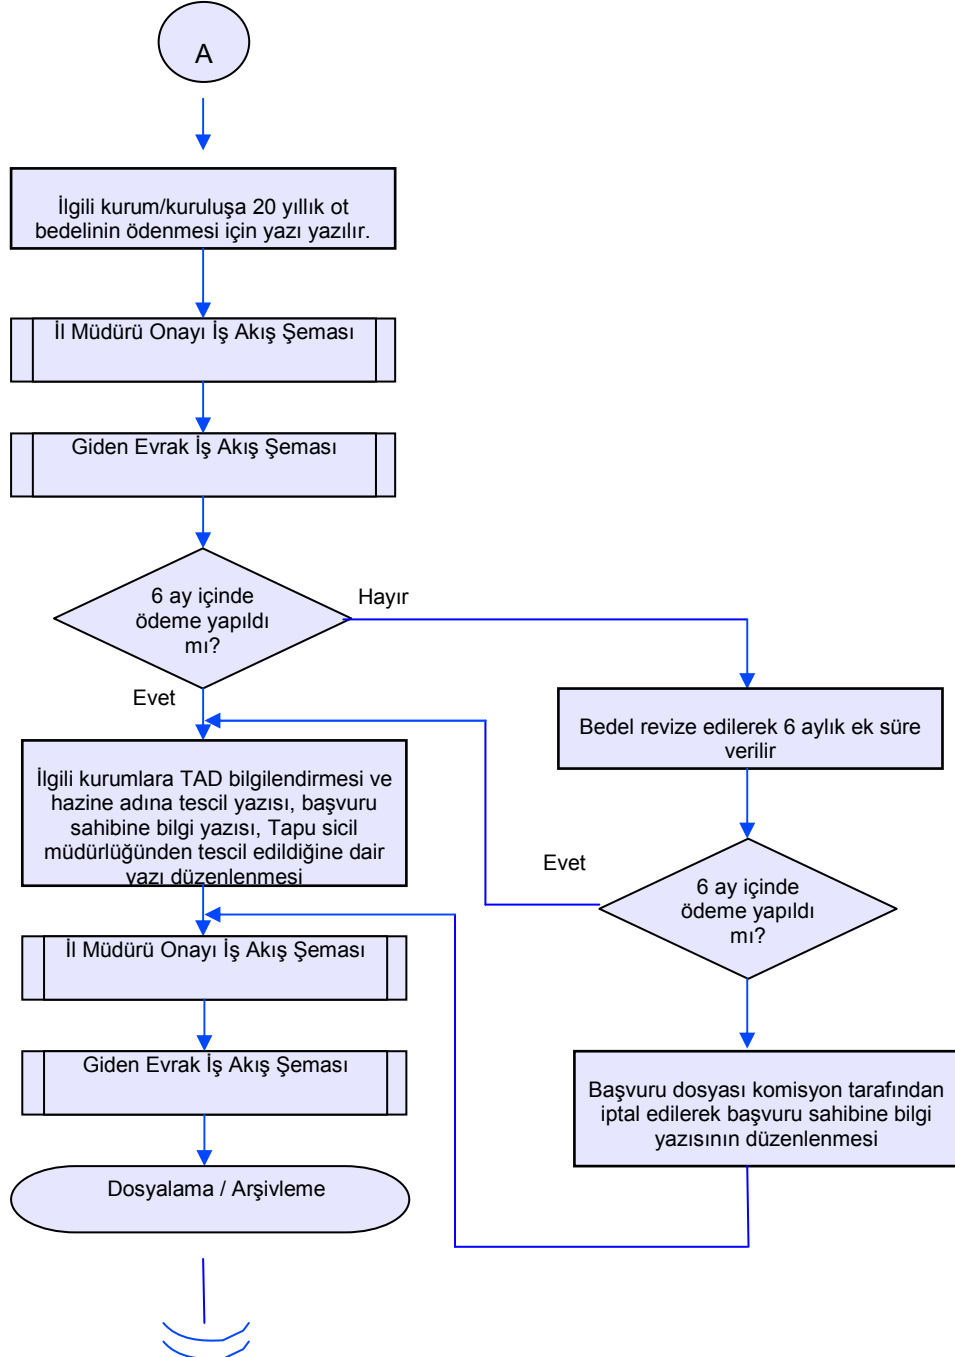 A
İlgili kurum/kuruluşa 20 yıllık ot
bedelinin ödenmesi için yazı yazılır.
İl Müdürü Onayı İş Akış Şeması
Giden Evrak İş Akış Şeması
6 ay içinde
ödeme yapıldı
mı?
Hayır
Evet
Bedel revize edilerek 6 aylık ek süre
verilir
İlgili kurumlara TAD bilgilendirmesi ve
hazine adına tescil yazısı, başvuru
sahibine bilgi yazısı, Tapu sicil
müdürlüğünden tescil edildiğine dair
yazı düzenlenmesi
Evet
6 ay içinde
ödeme yapıldı
mı?
İl Müdürü Onayı İş Akış Şeması
Giden Evrak İş Akış Şeması
Başvuru dosyası komisyon tarafından
iptal edilerek başvuru sahibine bilgi
yazısının düzenlenmesi
Dosyalama / Arşivleme